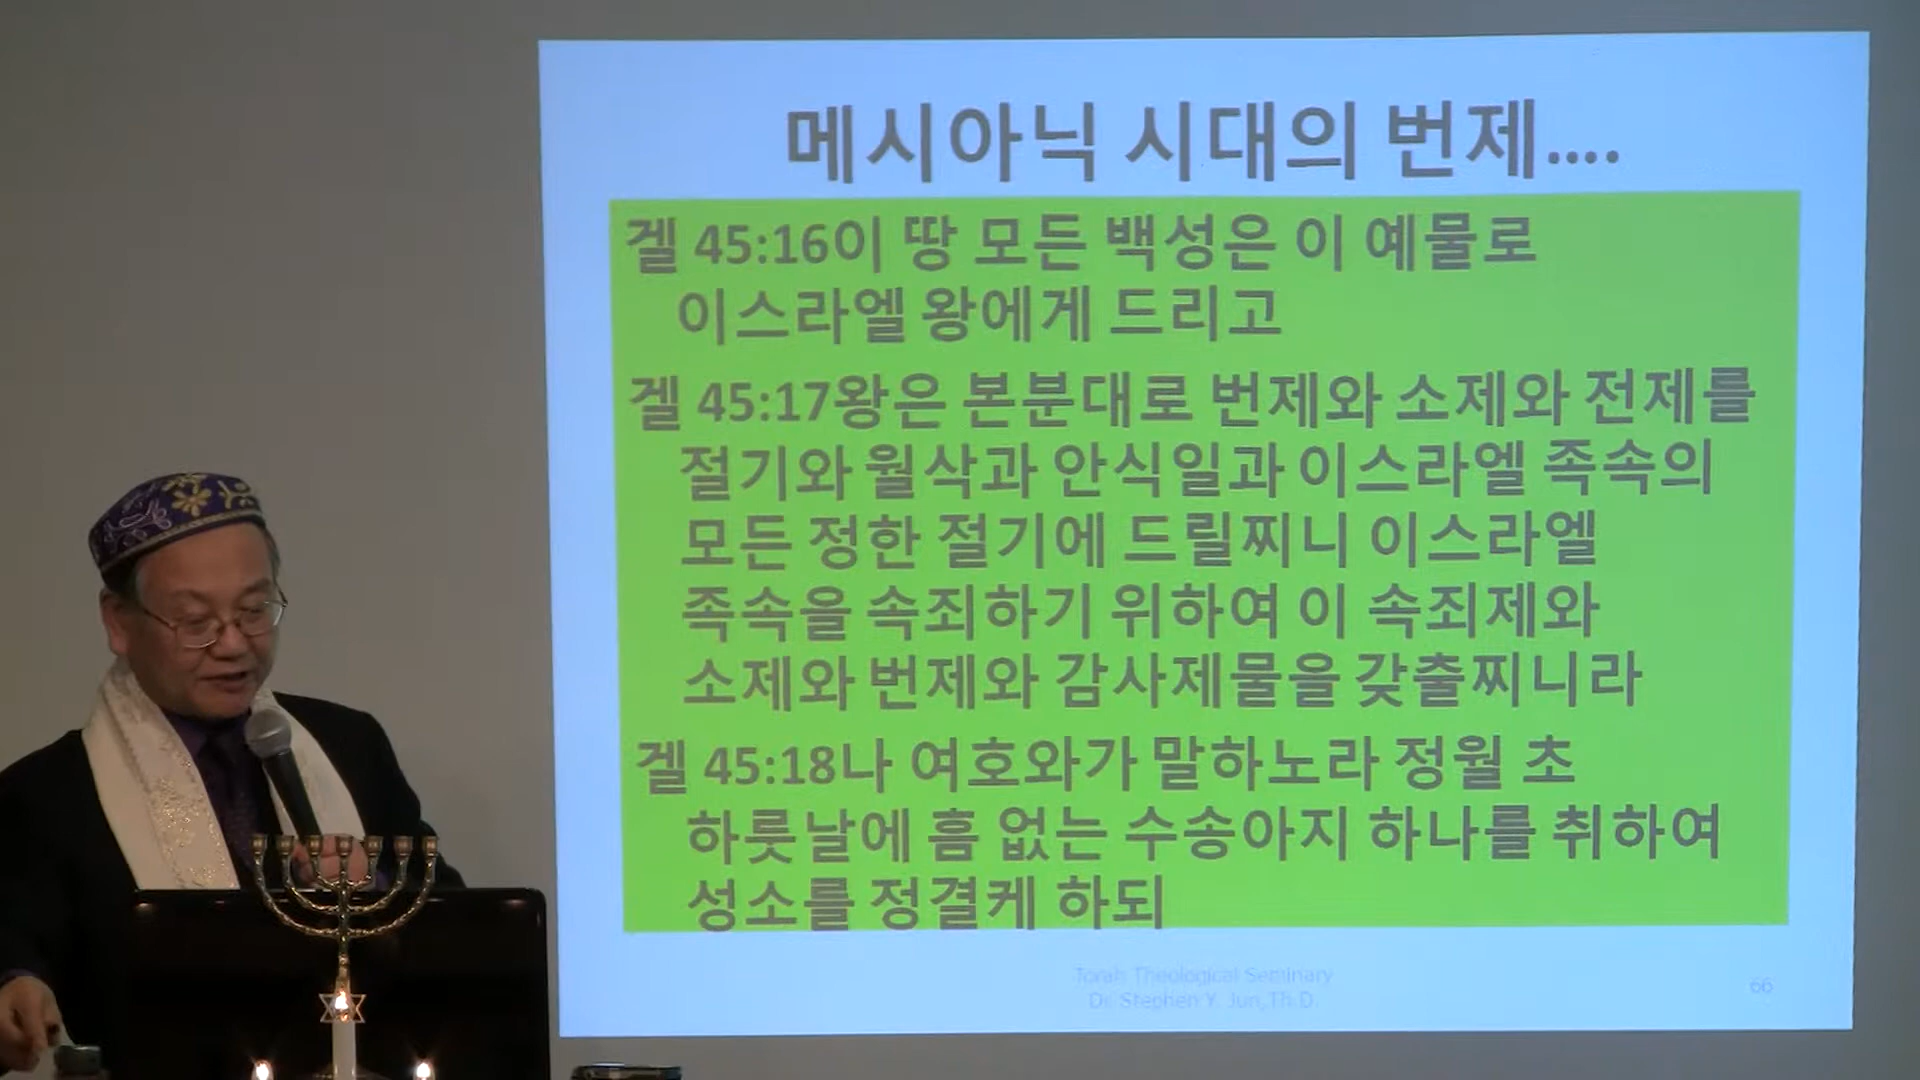 메시아닉 시대의 번제....
겔 45:16이 땅 모든 백성은 이 예물로
이스라엘 왕에게 드리고
겔 45:17왕은 본분대로 번제와 소제와 전제를
절기와 월삭과 안식일과 이스라엘 족속의
모든 정한 절기에 드릴찌니 이스라엘
족속을 속죄하기 위하여 이 속죄제와
소제와 번제와 감사제물을 갖출찌니라
겔 45:18나 여호와가 말하노라 정월 초
하룻날에 흠 없는 수송아지 하나를 취하여
성소를 정결케 하되
Torah Theological Seminary
Dr. Stephen Y. Jun,Th.D.
66